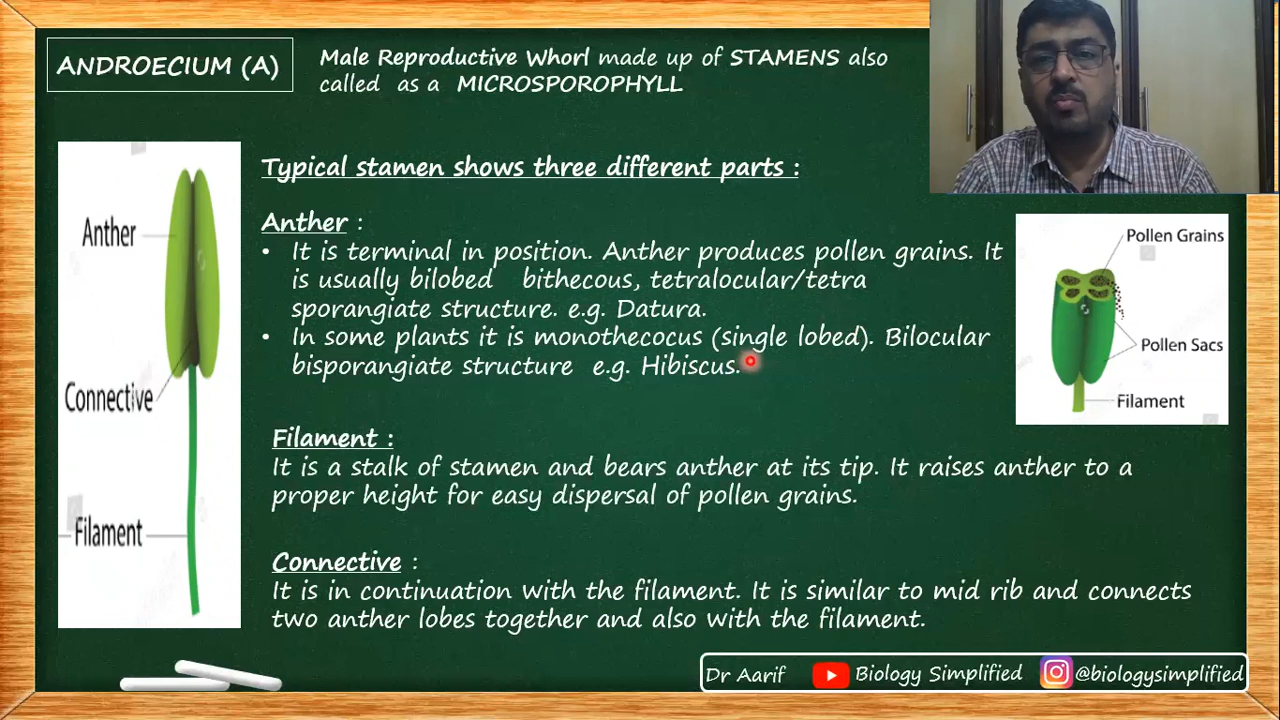 ANDROECIUM (A)
Male Reproductive Whorl made up of STAMENS also
called as a MICROSPOROPHYLL
Anther
Connective
Filament
Typical stamen shows three different parts :
Anther :
• It is terminal in position. Anther produces pollen grains. It
is usually bilobed bithecous, tetralocular/tetra
sporangiate structure. e.g. Datura.
• In some plants it is monothecocus (single lobed). Bilocular
bisporangiate structure e.g. Hibiscus.
Pollen Grains
Pollen Sacs
Filament
Filament :
It is a stalk of stamen and bears anther at its tip. It raises anther to a
proper height for easy dispersal of pollen grains.
Connective :
It is in continuation with the filament. It is similar to mid rib and connects
two anther lobes together and also with the filament.
Dr Aarif Biology Simplified @biologysimplified